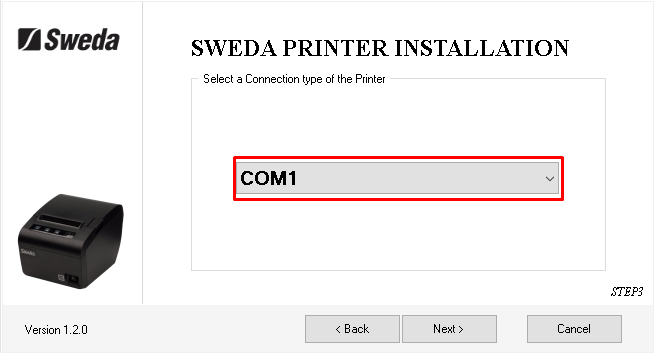 Sweda
SWEDA PRINTER INSTALLATION
Select a Connection type of the Printer
COM1
SWEDA
STEP3
Version 1.2.0
< Back
Next >
Cancel